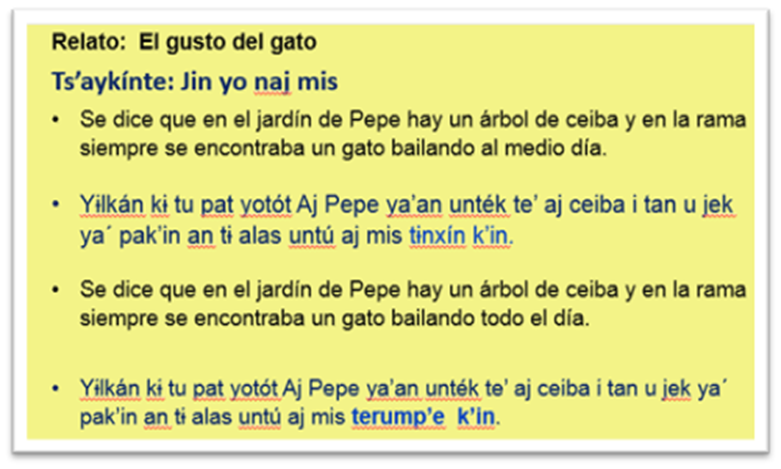 Relato: El gusto del gato
Ts’aykínte: Jin yo naj mis
• Se dice que en el jardín de Pepe hay un árbol de ceiba y en la rama
siempre se encontraba un gato bailando al medio día.
• Yɨlkán kɨ tu pat yotót Aj Pepe ya’an unték te’ aj ceiba i tan u jek
ya´ pak’in an tɨ alas untú aj mis tɨnxín k’in.
• Se dice que en el jardín de Pepe hay un árbol de ceiba y en la rama
siempre se encontraba un gato bailando todo el día.
• Yɨlkán kɨ tu pat yotót Aj Pepe ya’an unték te’ aj ceiba i tan u jek ya´
pak’in an tɨ alas untú aj mis terump’e k’in.